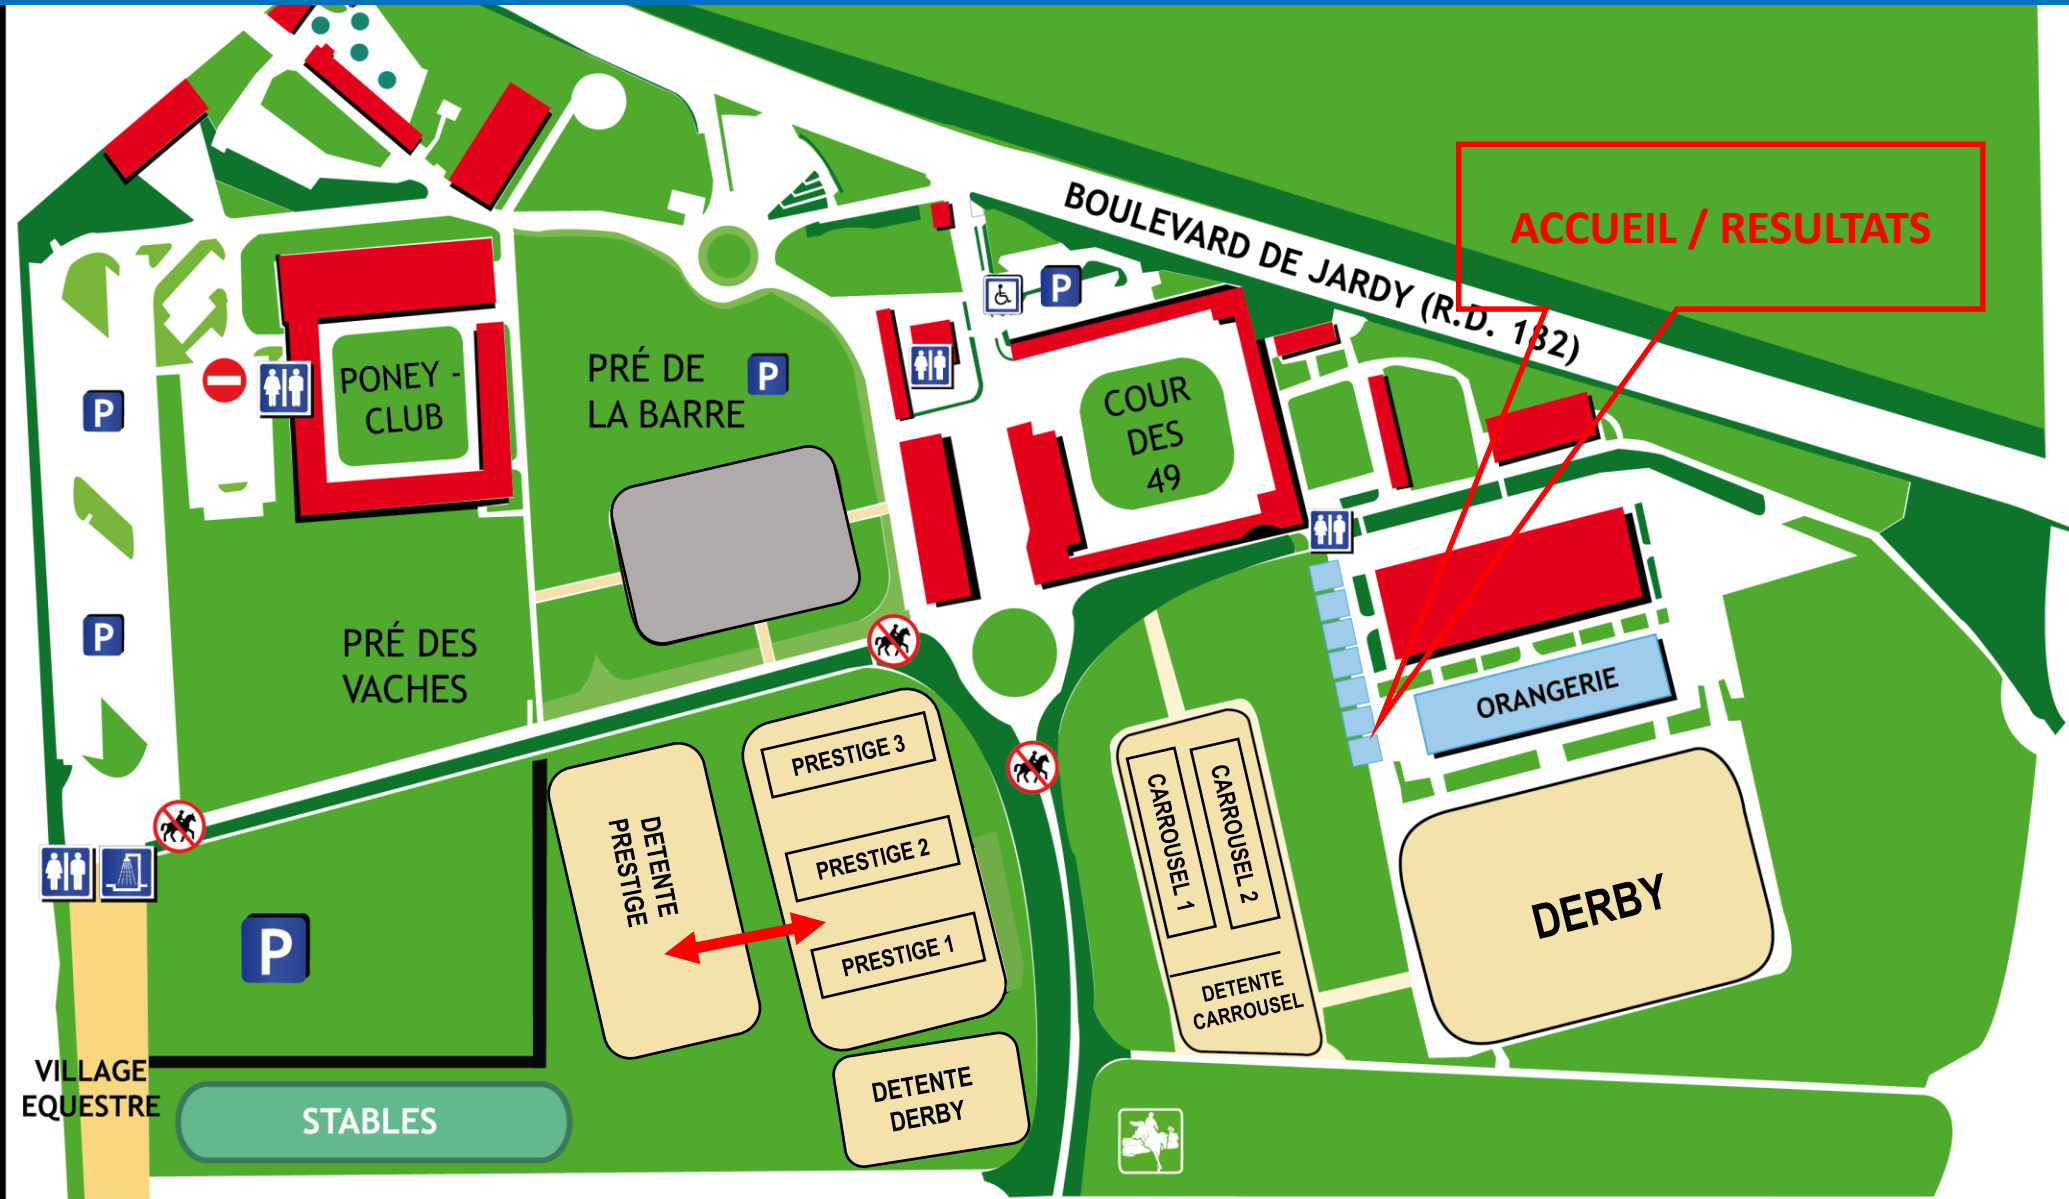 BOULEVARD DE JARDY (R.D. 182)
ACCUEIL / RESULTATS
P
PONEY -
CLUB
PRÉ DE
LA BARRE
P
P
COUR
DES
49
P
PRÉ DES
VACHES
ORANGERIE
PRESTIGE 3
PRESTIGE 2
PRESTIGE 1
DETENTE
PRESTIGE
CARROUSEL 1
CARROUSEL 2
DETENTE
CARROUSEL
DERBY
P
VILLAGE
EQUESTRE
STABLES
DETENTE
DERBY